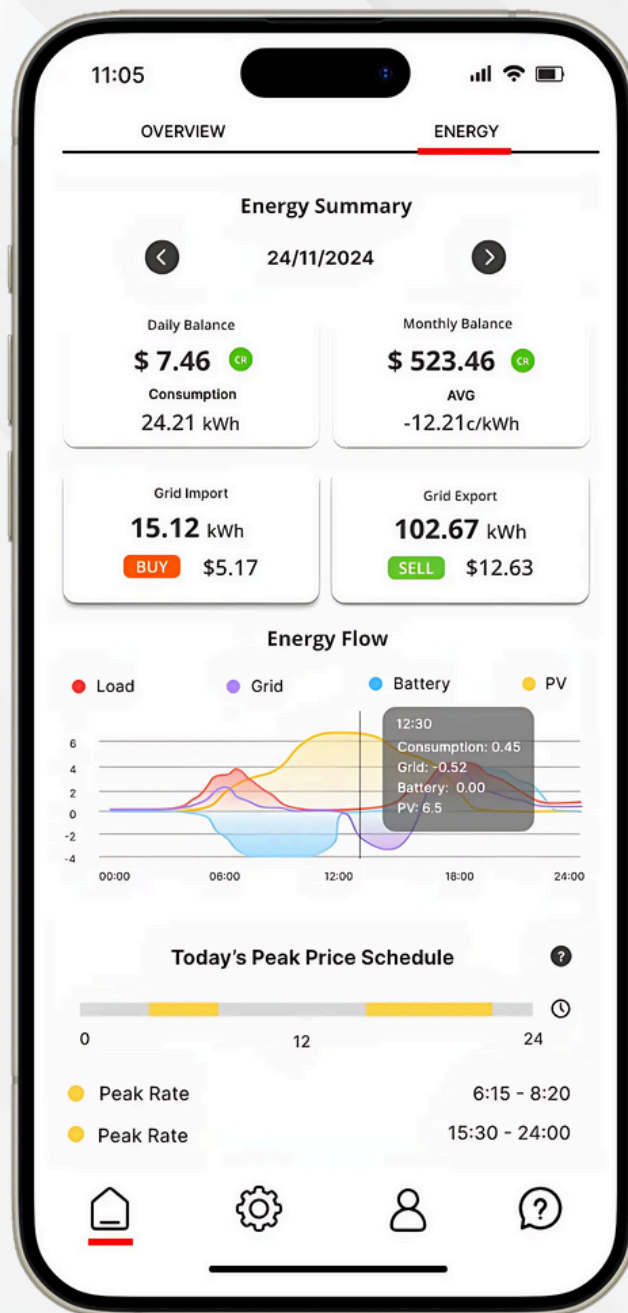 11:05
OVERVIEW ENERGY
Energy Summary
24/11/2024
Daily Balance
$ 7.46 CR
Consumption
24.21 kWh
Monthly Balance
$ 523.46 CR
AVG
-12.21c/kWh
Grid Import
15.12 kWh
BUY $5.17
Grid Export
102.67 kWh
SELL $12.63
Energy Flow
Load Grid Battery PV
12:30
Consumption: 0.45
Grid: -0.52
Battery: 0.00
PV: 6.5
6
4
2
0
-2
-4
00:00 06:00 12:00 18:00 24:00
Today's Peak Price Schedule ?
0 12 24
Peak Rate 6:15 - 8:20
Peak Rate 15:30 - 24:00
?